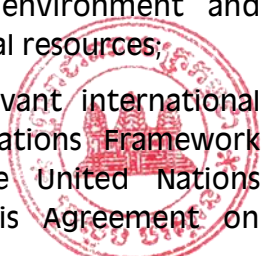 environment and
al resources;
vant international
ations Framework
e United Nations
is Agreement on